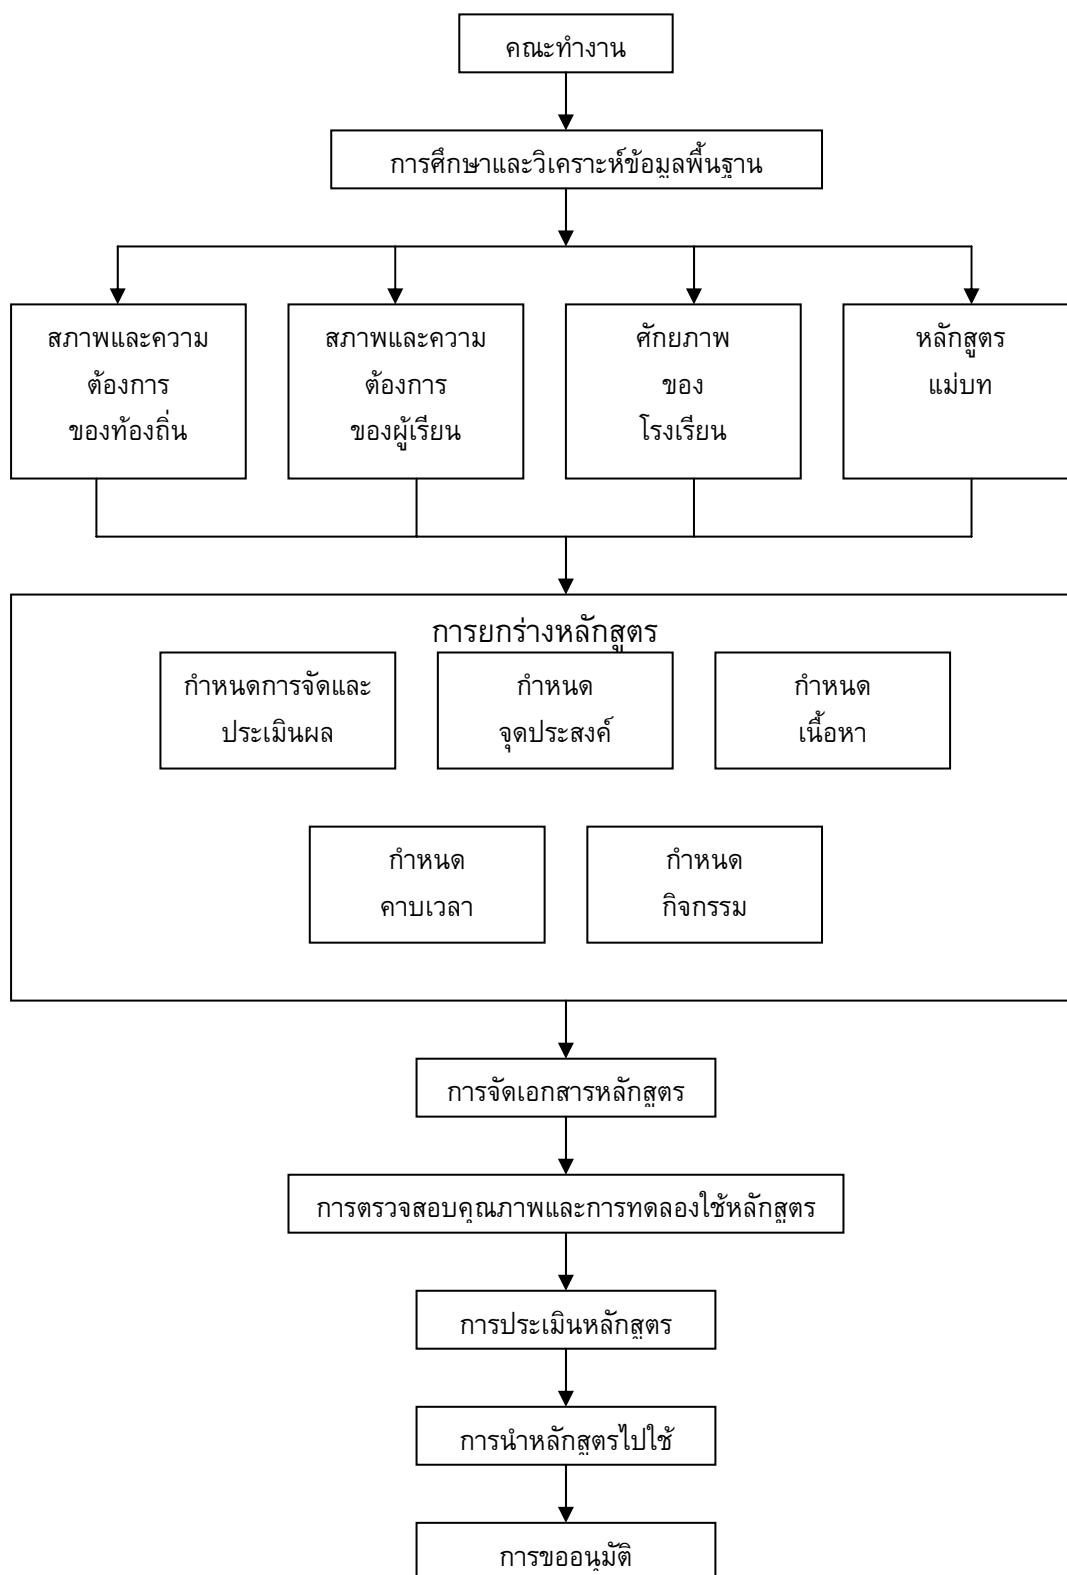 คณะทำงาน
การศึกษาและวิเคราะห์ข้อมูลพื้นฐาน
สภาพและความ
ต้องการ
ของท้องถิ่น
สภาพและความ
ต้องการ
ของผู้เรียน
ศักยภาพ
ของ
โรงเรียน
หลักสูตร
แม่บท
การยกร่างหลักสูตร
กำหนดการจัดและ
ประเมินผล
กำหนด
จุดประสงค์
กำหนด
เนื้อหา
กำหนด
คาบเวลา
กำหนด
กิจกรรม
การจัดเอกสารหลักสูตร
การตรวจสอบคุณภาพและการทดลองใช้หลักสูตร
การประเมินหลักสูตร
การนำหลักสูตรไปใช้
การขออนุมัติ